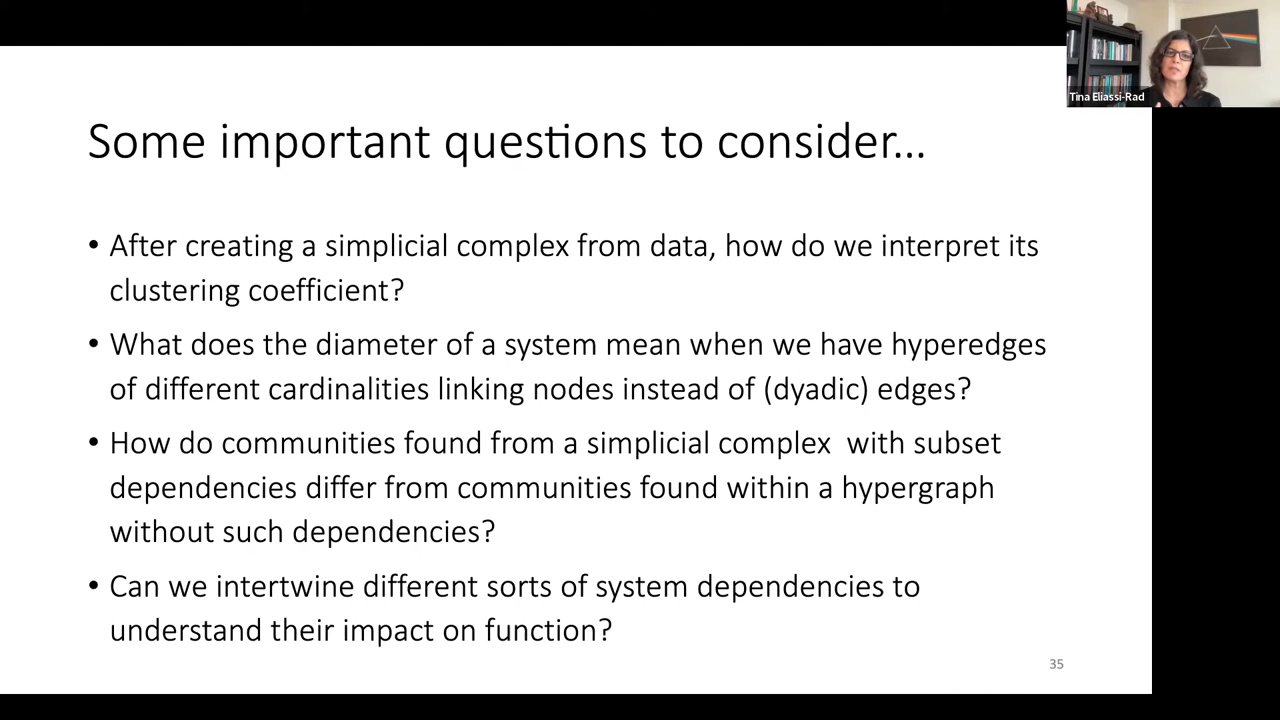 Tina Eliassi-Rad
Some important questions to consider...
• After creating a simplicial complex from data, how do we interpret its
clustering coefficient?
• What does the diameter of a system mean when we have hyperedges
of different cardinalities linking nodes instead of (dyadic) edges?
• How do communities found from a simplicial complex  with subset
dependencies differ from communities found within a hypergraph
without such dependencies?
• Can we intertwine different sorts of system dependencies to
understand their impact on function?
35